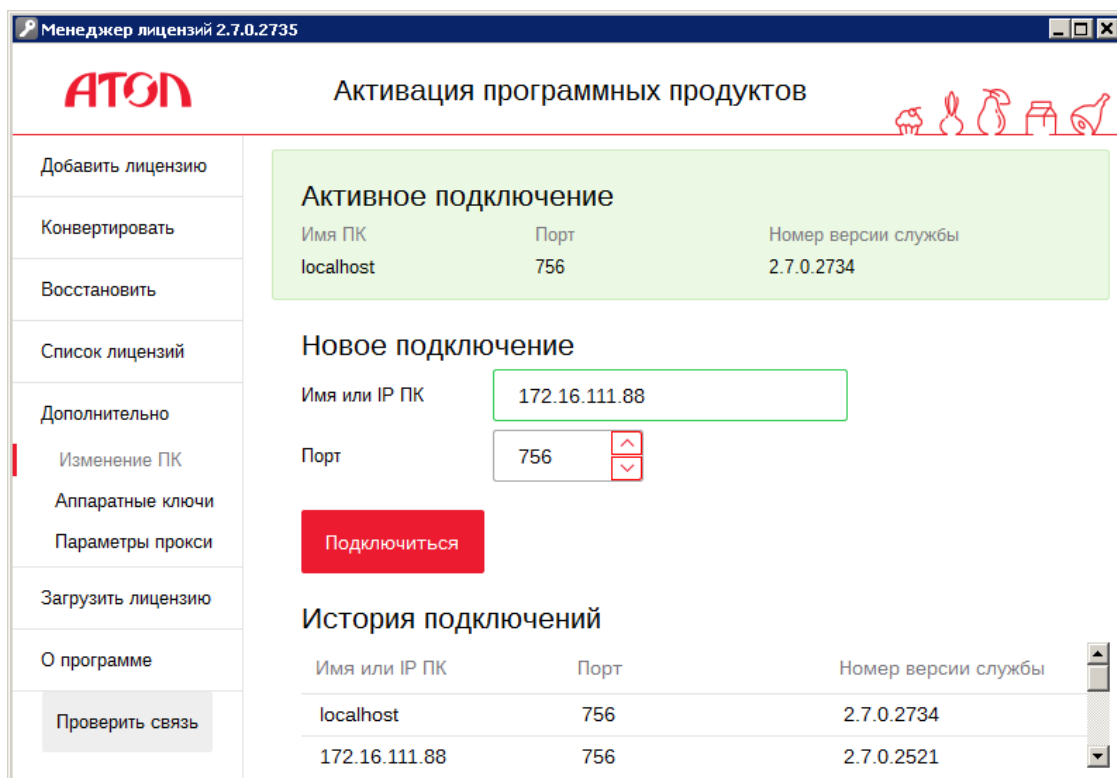 Менеджер лицензий 2.7.0.2735
АТОЛ
Активация программных продуктов
Добавить лицензию
Конвертировать
Восстановить
Список лицензий
Дополнительно
Изменение ПК
Аппаратные ключи
Параметры прокси
Загрузить лицензию
О программе
Проверить связь
Активное подключение
Имя ПК Порт Номер версии службы
localhost 756 2.7.0.2734
Новое подключение
Имя или IP ПК 172.16.111.88
Порт 756
Подключиться
История подключений
Имя или IP ПК Порт Номер версии службы
localhost 756 2.7.0.2734
172.16.111.88 756 2.7.0.2521